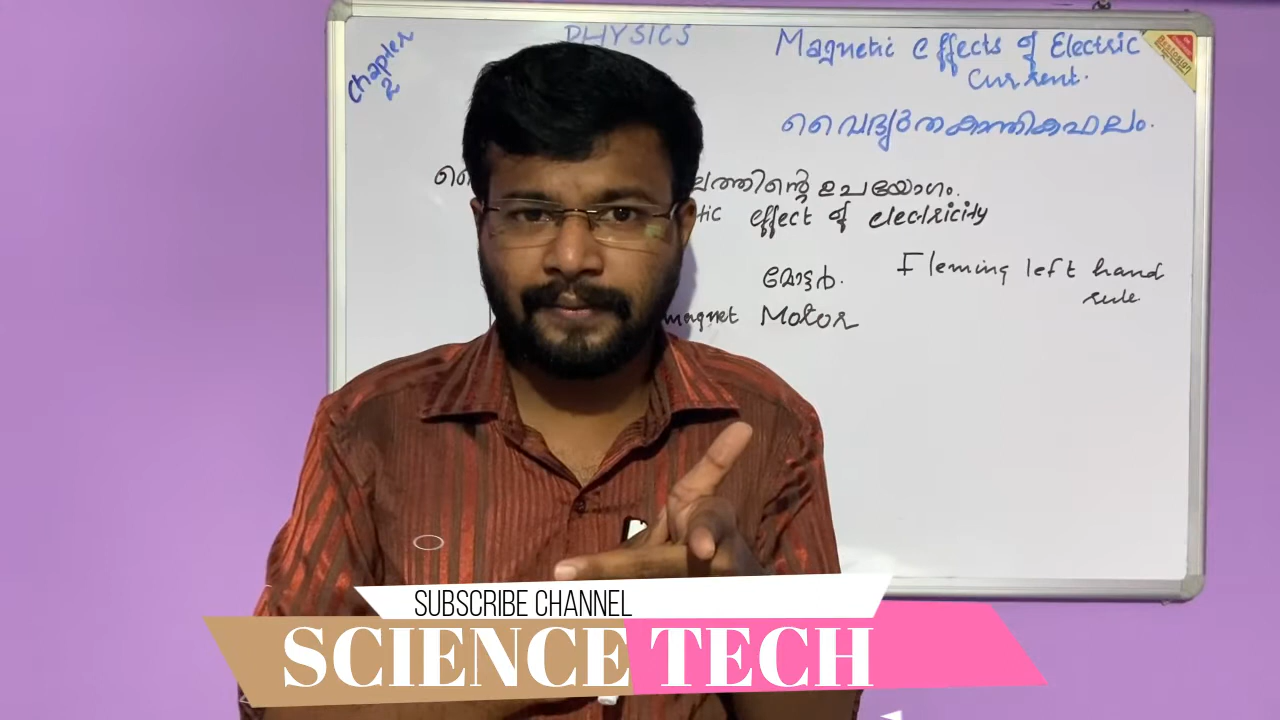 Chapter
2
PHYSICS
Magnetic effects of Electric
Current.
വൈദ്യുതകാന്തികഫലം.
ഉപയോഗം.
effect of electricity
മോട്ടർ.
Fleming left hand
rule
magnet Motor
SUBSCRIBE CHANNEL
SCIENCE TECH